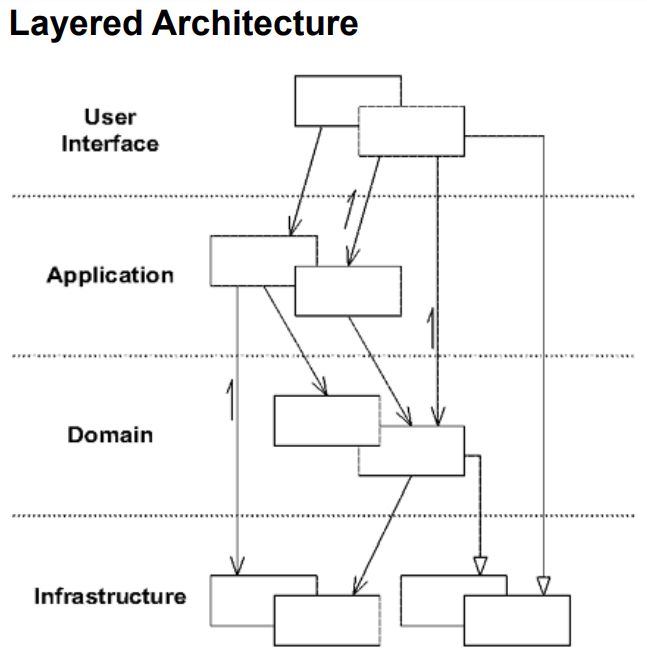 Layered Architecture
User
Interface
Application
Domain
Infrastructure